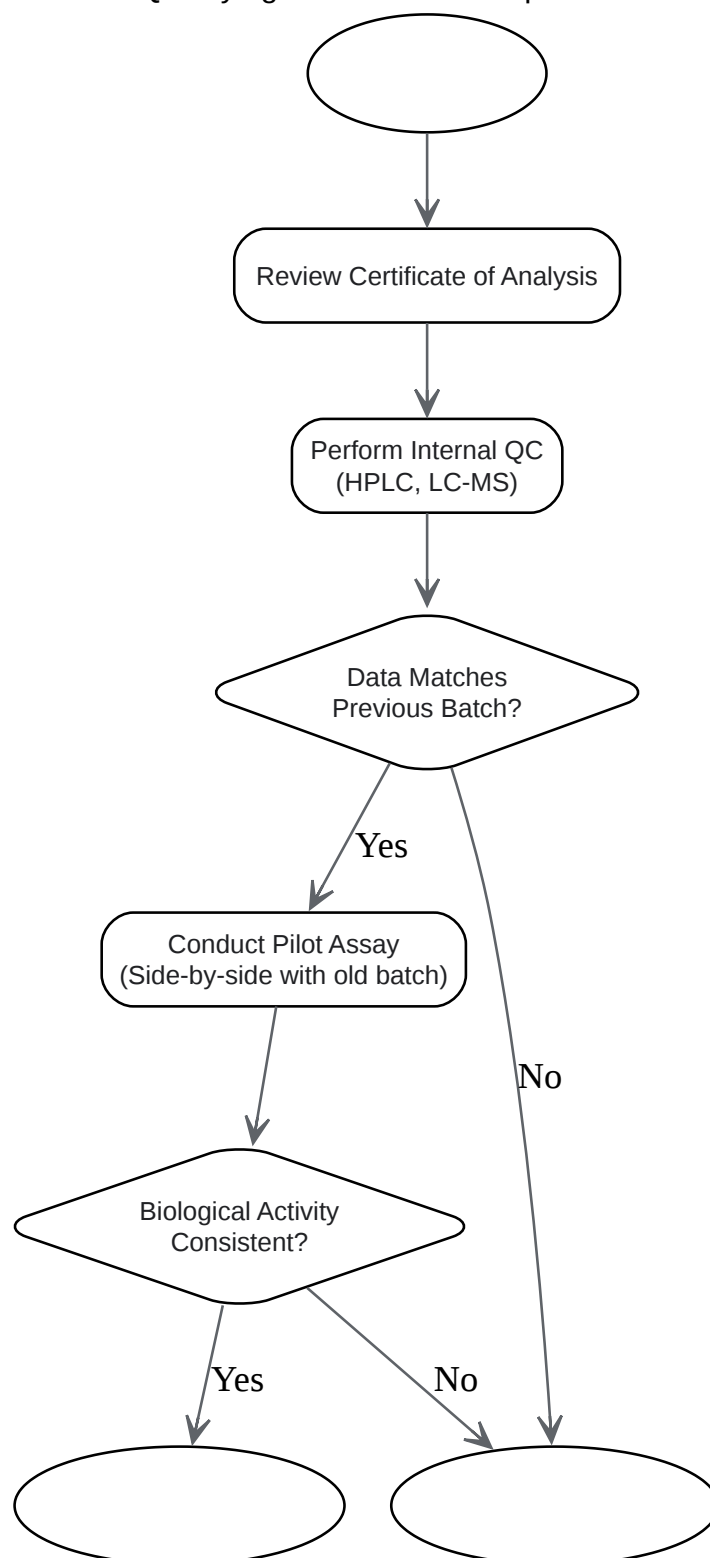 Review Certificate of Analysis
Perform Internal QC
(HPLC, LC-MS)
Data Matches
Previous Batch?
Yes
Conduct Pilot Assay
(Side-by-side with old batch)
No
Biological Activity
Consistent?
Yes
No